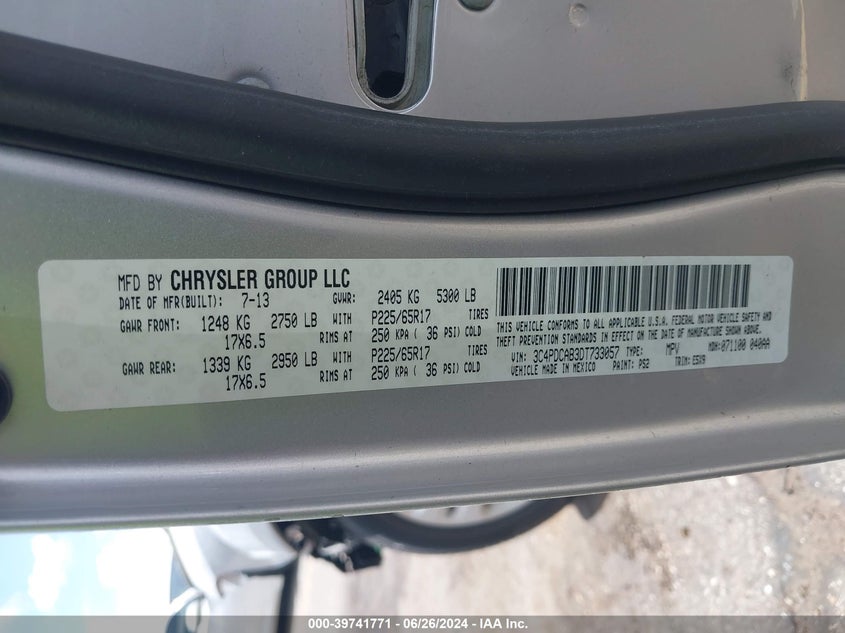 MFD BY CHRYSLER GROUP LLC
DATE OF MFR(BUILT): 7-13 GVWR: 2405 KG 5300 LB
GAWR FRONT: 1248 KG 2750 LB WITH P225/65R17 TIRES
17X6.5 RIMS AT 250 KPA ( 36 PSI) COLD
GAWR REAR: 1339 KG 2950 LB WITH P225/65R17 TIRES
17X6.5 RIMS AT 250 KPA ( 36 PSI) COLD
THIS VEHICLE CONFORMS TO ALL APPLICABLE U.S.A. FEDERAL MOTOR VEHICLE SAFETY AND
THEFT PREVENTION STANDARDS IN EFFECT ON THE DATE OF MANUFACTURE SHOWN ABOVE.
VIN: 3C4PDCAB3DT733057 TYPE: MPV MDH: 071100 040AA
VEHICLE MADE IN MEXICO PAINT: PS2 TRIM: E5X9
000-39741771 - 06/26/2024 - IAA Inc.